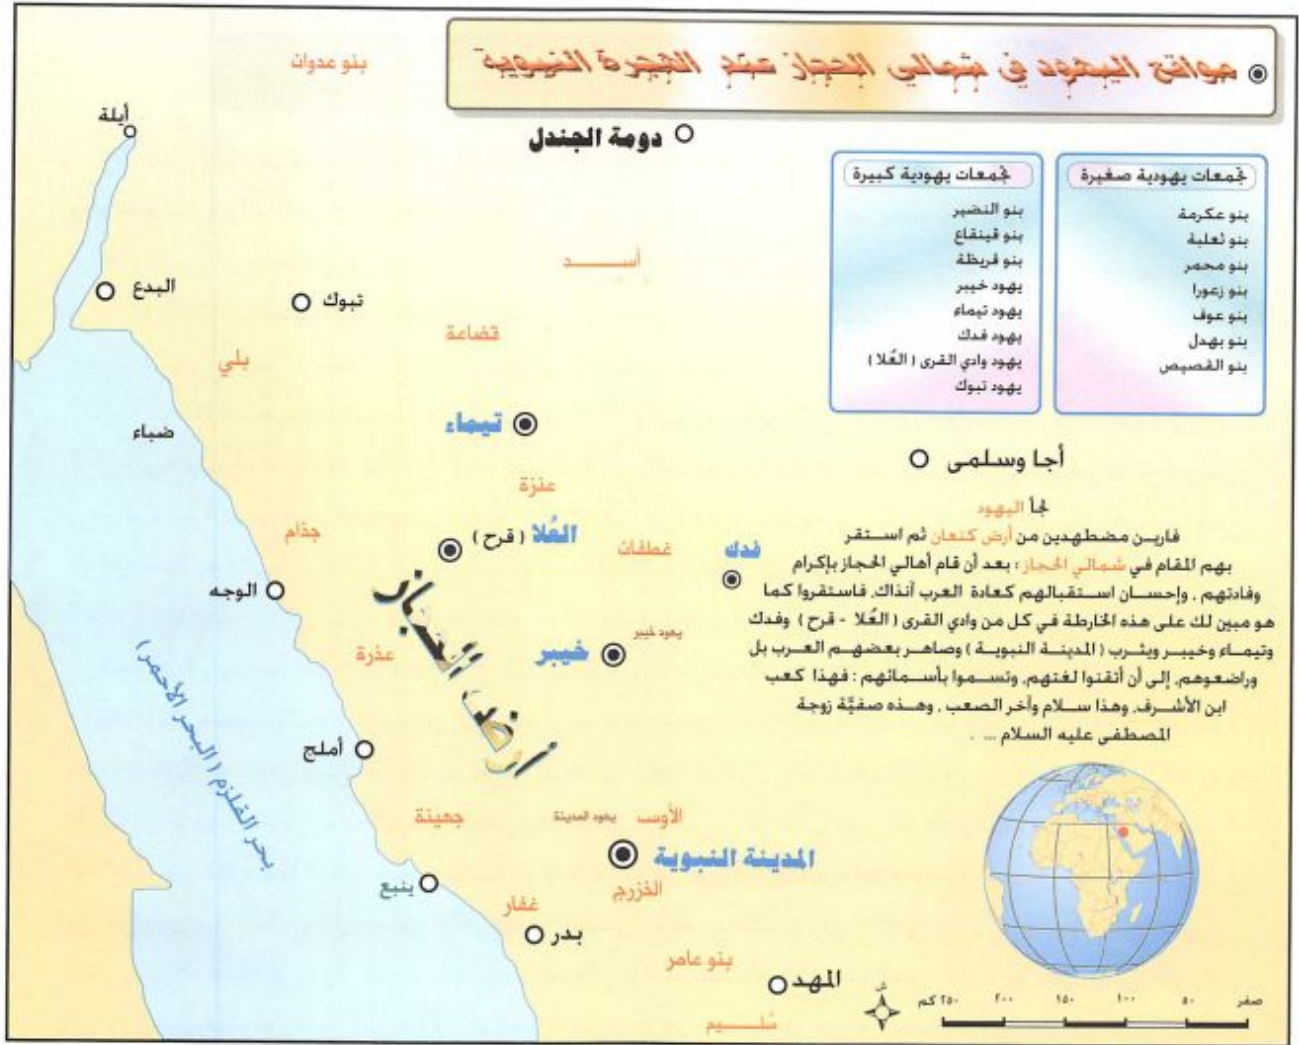 مواقع اليهود في شمالي الحجاز عند الهجرة النبوية
بنو عدوان
أيلة
دومة الجندل
تجمعات يهودية صغيرة
بنو عكرمة
بنو ثعلبة
بنو محمر
بنو زعورا
بنو عوف
بنو بهدل
بنو القصيص
تجمعات يهودية كبيرة
بنو النضير
بنو قينقاع
بنو قريظة
يهود خيبر
يهود تيماء
يهود فدك
يهود وادي القرى ( العُلا )
يهود تبوك
أســـد
البدع
تبوك
قضاعة
بلي
تيماء
ضباء
أجا وسلمى
عنزة
جذام
العُلا ( قرح )
غطفان
فدك
الوجه
أرض الحجاز
يهود خيبر
خيبر
عذرة
لجأ اليهود
فارين مضطهدين من أرض كنعان ثم استقر
بهم المقام في شمالي الحجاز ؛ بعد أن قام أهالي الحجاز بإكرام
وفادتهم ، وإحسان استقبالهم كعادة العرب آنذاك. فاستقروا كما
هو مبين لك على هذه الخارطة في كل من وادي القرى ( العُلا - قرح ) وفدك
وتيماء وخيبر ويثرب ( المدينة النبوية ) وصاهر بعضهم العرب بل
وراضعوهم. إلى أن أتقنوا لغتهم، وتسموا بأسمائهم : فهذا كعب
ابن الأشرف، وهذا سلام وآخر الصعب ، وهذه صفيَّة زوجة
المصطفى عليه السلام ... .
أملج
بحر القلزم ( البحر الأحمر )
جهينة
يهود المدينة
الأوس
المدينة النبوية
الخزرج
ينبع
غفار
بدر
بنو عامر
المهد
سُلــيم
ش
صفر ٥٠ ١٠٠ ١٥٠ ٢٠٠ ٢٥٠ كم